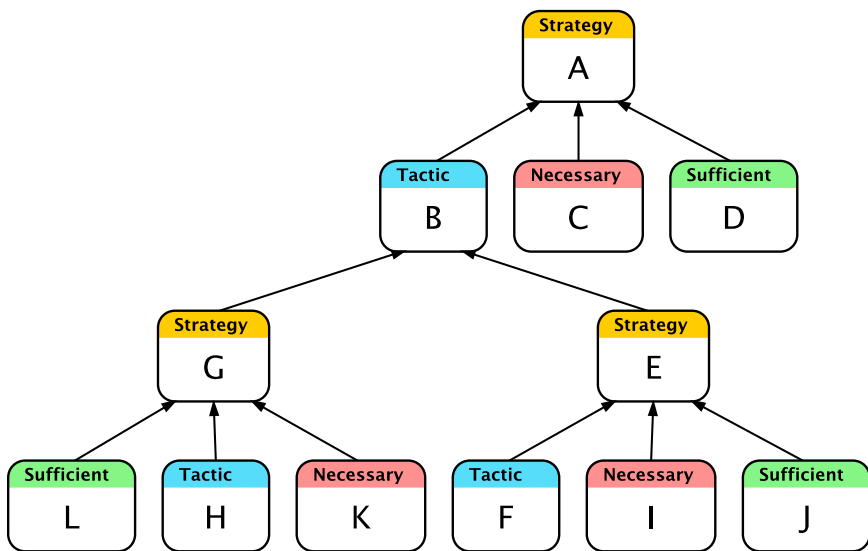 Strategy
A
Tactic
B
Necessary
C
Sufficient
D
Strategy
G
Strategy
E
Sufficient
L
Tactic
H
Necessary
K
Tactic
F
Necessary
I
Sufficient
J